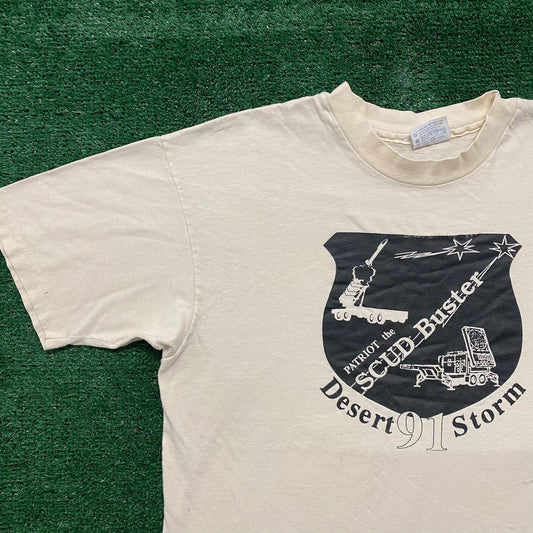 PATRIOT the
SCUD Buster
Desert 91 Storm